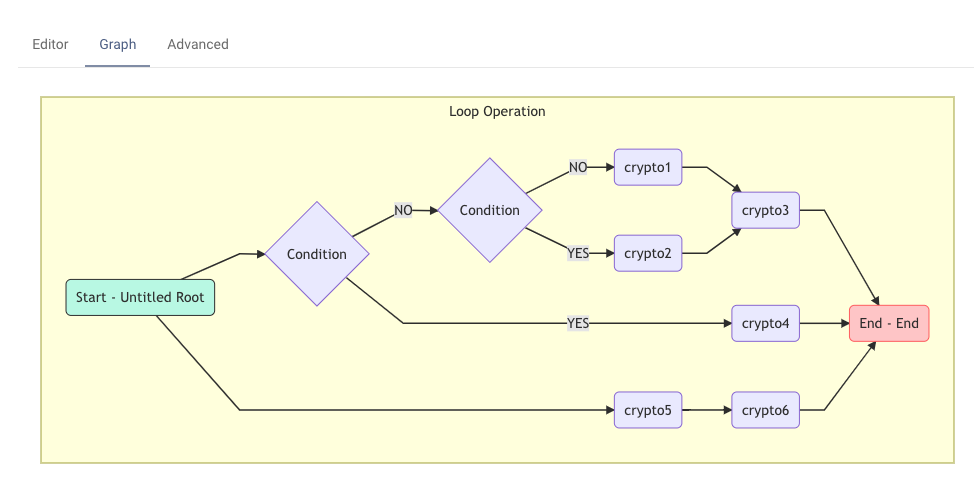 Editor Graph Advanced
Loop Operation
NO crypto1
NO Condition crypto3
Condition YES crypto2
Start - Untitled Root
YES crypto4 End - End
crypto5 crypto6